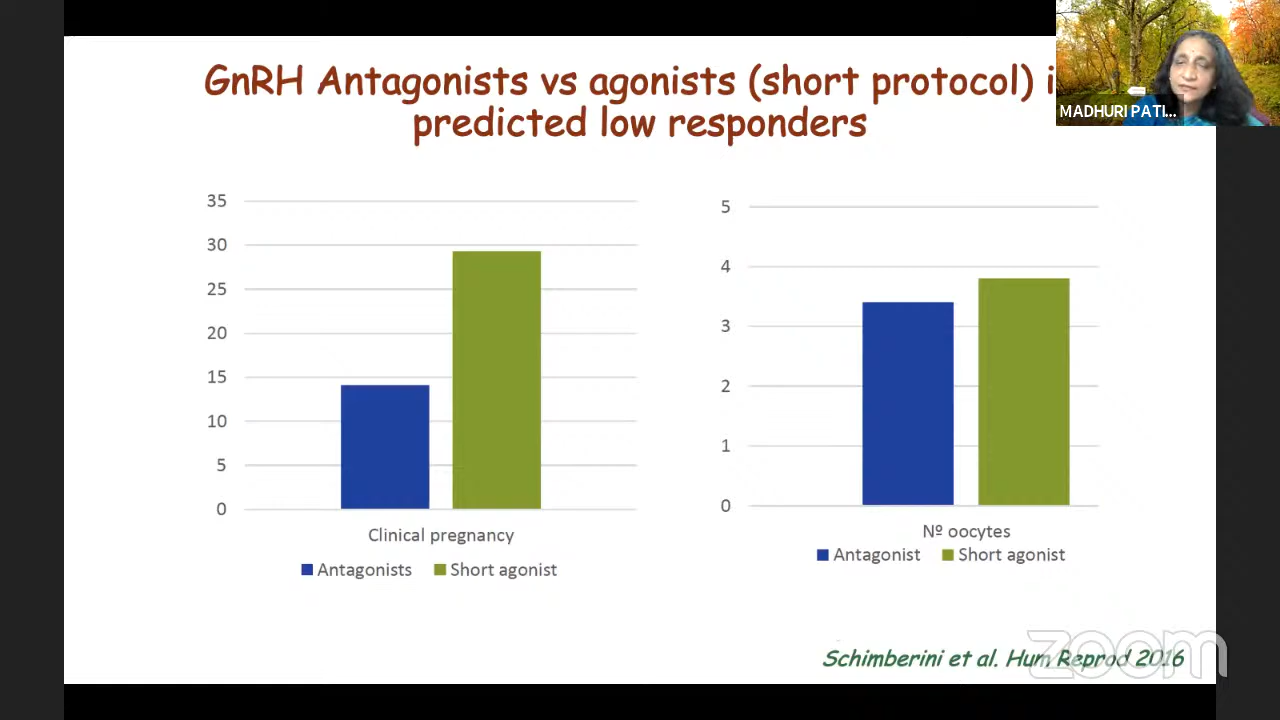 GnRH Antagonists vs agonists (short protocol) i
predicted low responders
MADHURI PATI...
35
30
25
20
15
10
5
0
Clinical pregnancy
Antagonists Short agonist
5
4
3
2
1
0
Nº oocytes
Antagonist Short agonist
Schimberini et al. Hum Reprod 2016
zoom